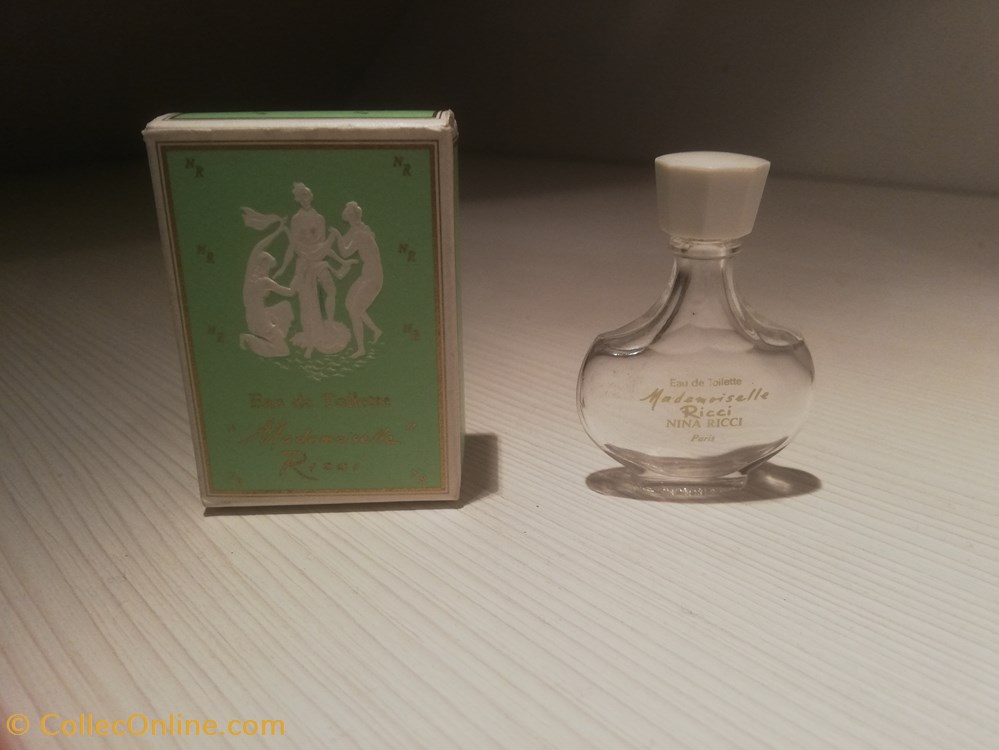 NR NR
NR NR
NR NR
Eau de Toilette
"Mademoiselle"
Ricci
Eau de Toilette
Mademoiselle
Ricci
NINA RICCI
Paris
© CollecOnline.com